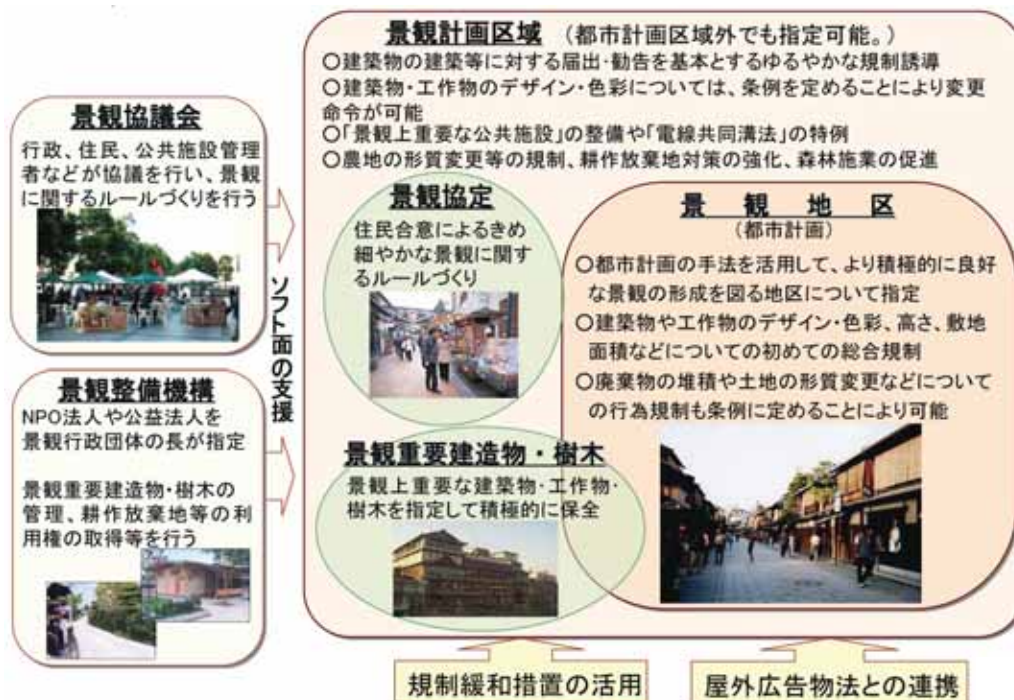 景観計画区域 （都市計画区域外でも指定可能。）
○建築物の建築等に対する届出･勧告を基本とするゆるやかな規制誘導
○建築物・工作物のデザイン・色彩については、条例を定めることにより変更
命令が可能
○「景観上重要な公共施設」の整備や「電線共同溝法」の特例
○農地の形質変更等の規制、耕作放棄地対策の強化、森林施業の促進
景観協議会
行政、住民、公共施設管理
者などが協議を行い、景観
に関するルールづくりを行う
景観整備機構
NPO法人や公益法人を
景観行政団体の長が指定
景観重要建造物・樹木の
管理、耕作放棄地等の利
用権の取得等を行う
ソフト面の支援
景観協定
住民合意によるきめ
細やかな景観に関す
るルールづくり
景観重要建造物・樹木
景観上重要な建築物･工作物･
樹木を指定して積極的に保全
景観地区
（都市計画）
○都市計画の手法を活用して、より積極的に良好
な景観の形成を図る地区について指定
○建築物や工作物のデザイン・色彩、高さ、敷地
面積などについての初めての総合規制
○廃棄物の堆積や土地の形質変更などについて
の行為規制も条例に定めることにより可能
規制緩和措置の活用
屋外広告物法との連携